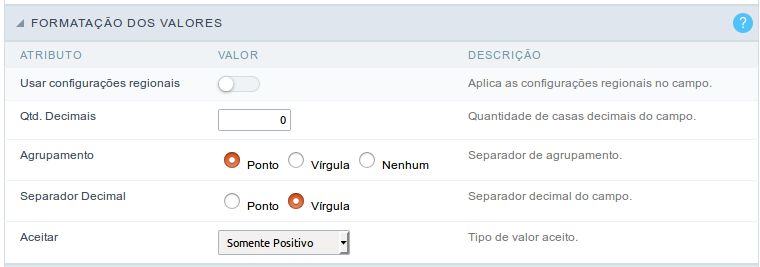 FORMATAÇÃO DOS VALORES ?
ATRIBUTO VALOR DESCRIÇÃO
Usar configurações regionais Aplica as configurações regionais no campo.
Qtd. Decimais 0 Quantidade de casas decimais do campo.
Agrupamento Ponto Vírgula Nenhum Separador de agrupamento.
Separador Decimal Ponto Vírgula Separador decimal do campo.
Aceitar Somente Positivo Tipo de valor aceito.